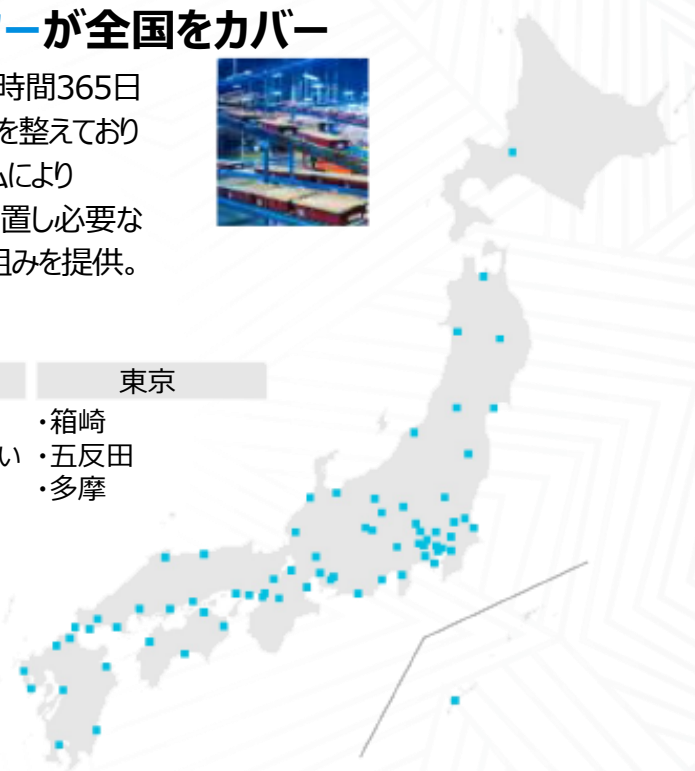 ーが全国をカバー
時間365日
を整えており
ムにより
置し必要な
組みを提供。
東京
・箱崎
い ・五反田
・多摩